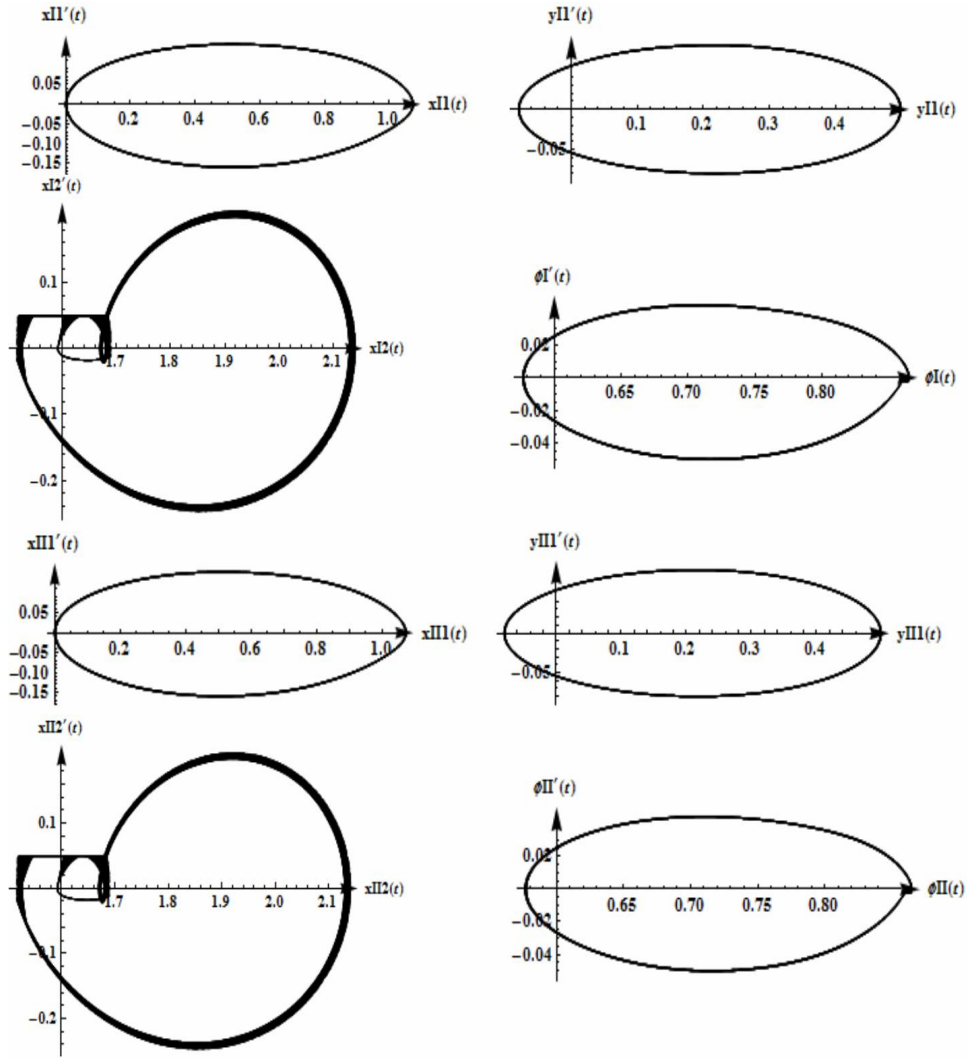 xI1′(t)
0.05
−0.05
−0.10
−0.15
0.2 0.4 0.6 0.8 1.0
xI1(t)
yI1′(t)
−0.05
0.1 0.2 0.3 0.4
yI1(t)
xI2′(t)
0.1
−0.1
−0.2
1.7 1.8 1.9 2.0 2.1
xI2(t)
ϕI′(t)
0.02
−0.02
−0.04
0.65 0.70 0.75 0.80
ϕI(t)
xII1′(t)
0.05
−0.05
−0.10
−0.15
0.2 0.4 0.6 0.8 1.0
xII1(t)
yII1′(t)
−0.05
0.1 0.2 0.3 0.4
yII1(t)
xII2′(t)
0.1
−0.1
−0.2
1.7 1.8 1.9 2.0 2.1
xII2(t)
ϕII′(t)
0.02
−0.02
−0.04
0.65 0.70 0.75 0.80
ϕII(t)